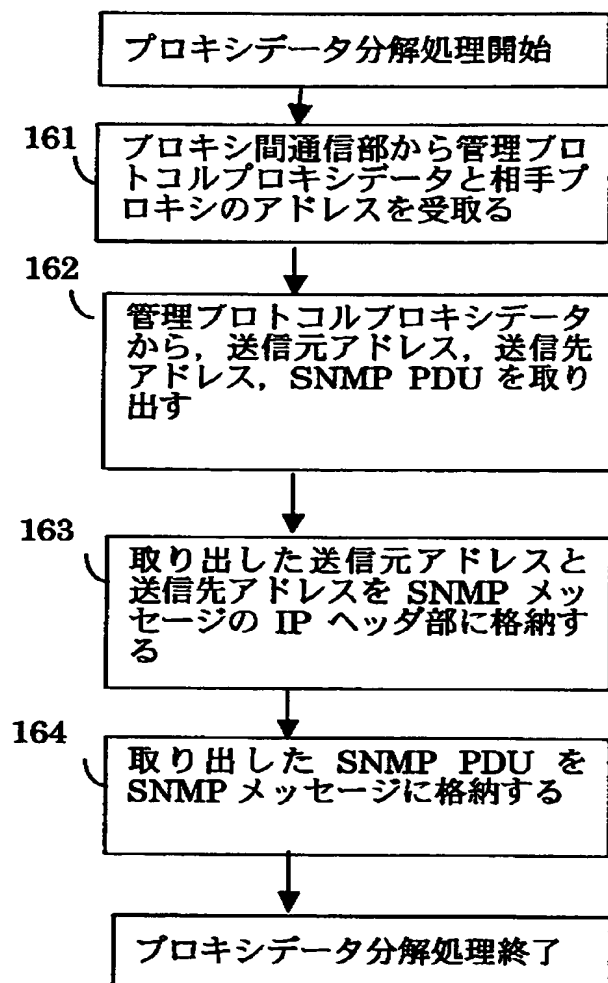 プロキシデータ分解処理開始
161
プロキシ間通信部から管理プロ
トコルプロキシデータと相手プ
ロキシのアドレスを受取る
162
管理プロトコルプロキシデータ
から，送信元アドレス，送信先
アドレス，SNMP PDU を取り
出す
163
取り出した送信元アドレスと
送信先アドレスを SNMP メッ
セージの IP ヘッダ部に格納す
る
164
取り出した SNMP PDU を
SNMP メッセージに格納する
プロキシデータ分解処理終了